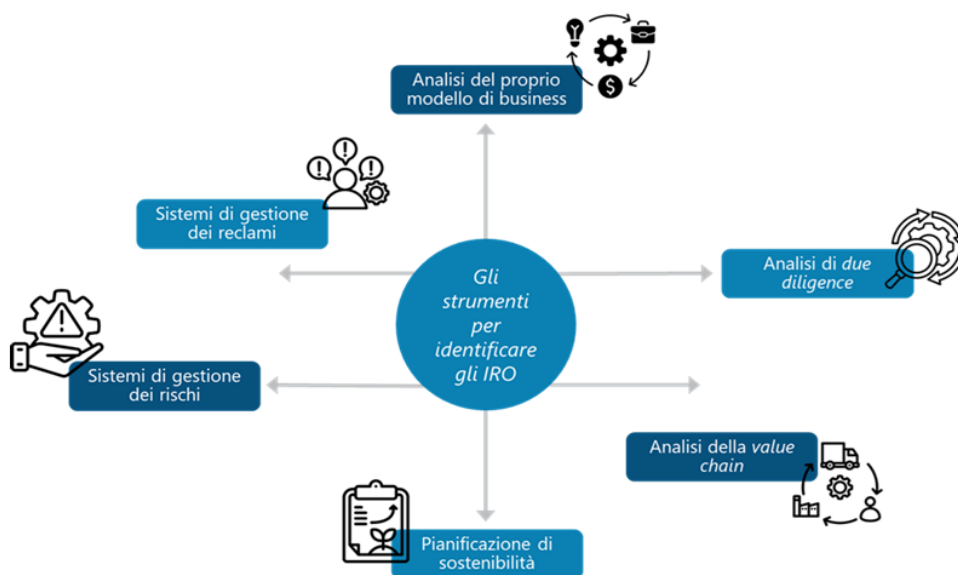 Analisi del proprio
modello di business
Sistemi di gestione
dei reclami
Analisi di due
diligence
Gli
strumenti
per
identificare
gli IRO
Sistemi di gestione
dei rischi
Analisi della value
chain
Pianificazione di
sostenibilità